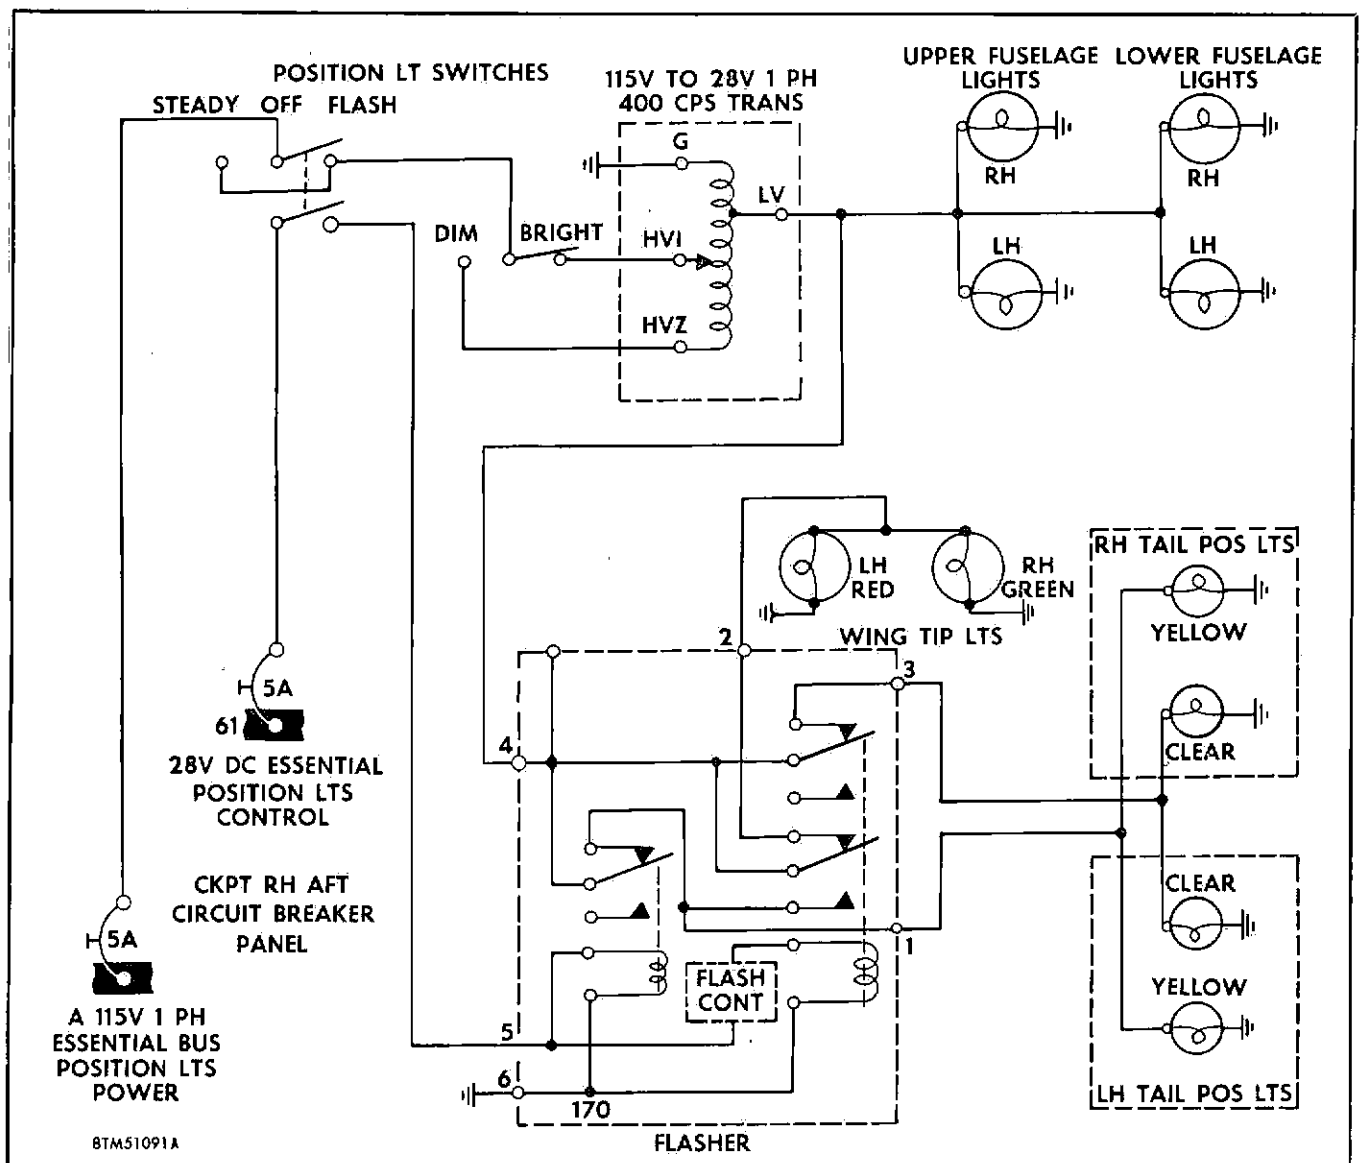 POSITION LT SWITCHES
STEADY OFF FLASH
115V TO 28V 1 PH
400 CPS TRANS
UPPER FUSELAGE
LIGHTS
LOWER FUSELAGE
LIGHTS
G
LV
RH
RH
DIM
BRIGHT
HVI
LH
LH
HVZ
LH
RED
RH
GREEN
WING TIP LTS
RH TAIL POS LTS
YELLOW
CLEAR
2
3
5A
61
28V DC ESSENTIAL
POSITION LTS
CONTROL
4
CKPT RH AFT
CIRCUIT BREAKER
PANEL
CLEAR
YELLOW
LH TAIL POS LTS
1
FLASH
CONT
5A
A 115V 1 PH
ESSENTIAL BUS
POSITION LTS
POWER
5
6
170
FLASHER
8TM51091A